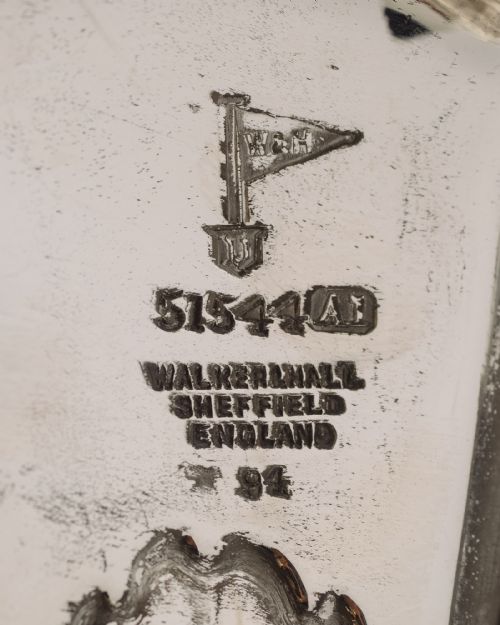 W&H
U
51544 A1
WALKER&HALL
SHEFFIELD
ENGLAND
94